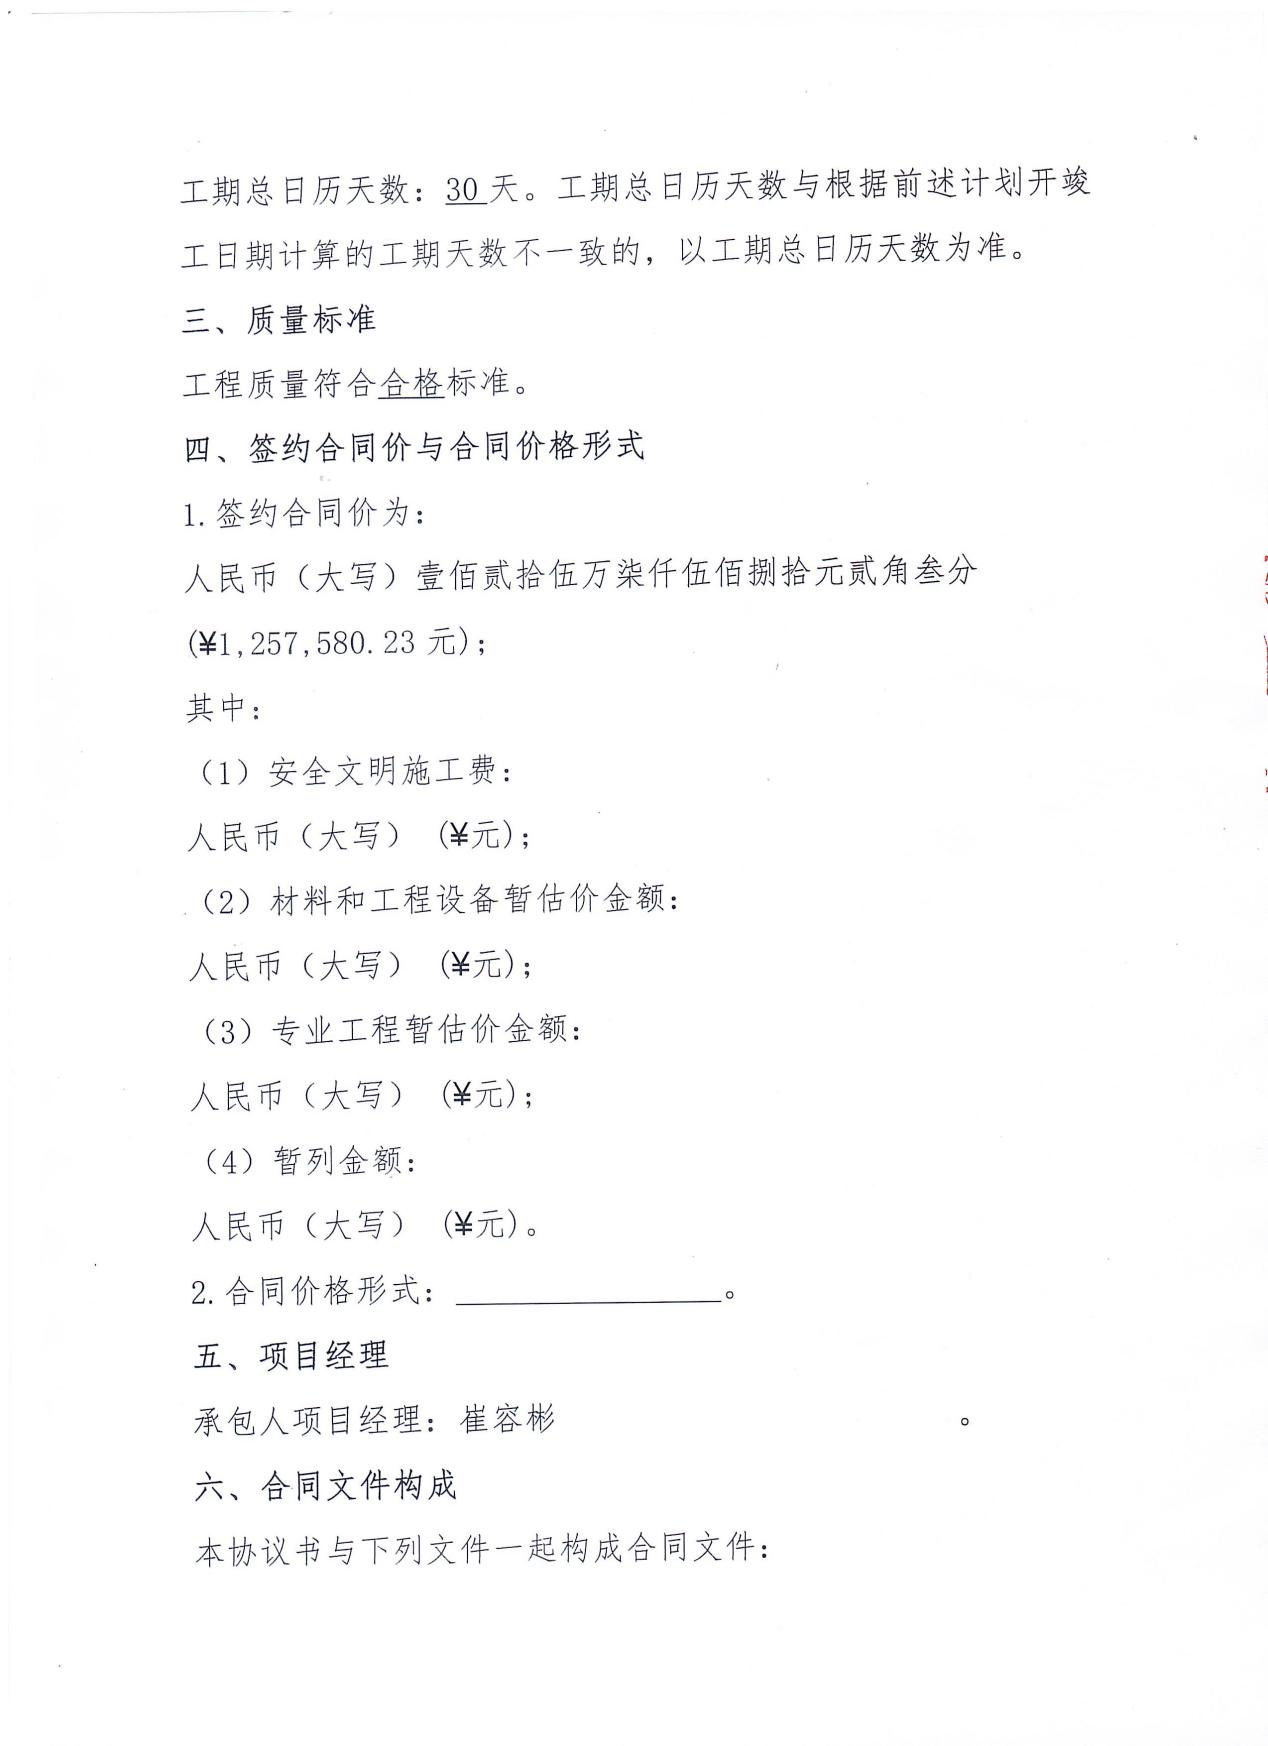 工期总日历天数：30 天。工期总日历天数与根据前述计划开竣
工日期计算的工期天数不一致的，以工期总日历天数为准。
三、质量标准
工程质量符合合格标准。
四、签约合同价与合同价格形式
1. 签约合同价为：
人民币（大写）壹佰贰拾伍万柒仟伍佰捌拾元贰角叁分
(¥1,257,580.23 元)；
其中：
（1）安全文明施工费：
人民币（大写） (¥元)；
（2）材料和工程设备暂估价金额：
人民币（大写） (¥元)；
（3）专业工程暂估价金额：
人民币（大写） (¥元)；
（4）暂列金额：
人民币（大写） (¥元)。
2. 合同价格形式：________________。
五、项目经理
承包人项目经理：崔容彬 。
六、合同文件构成
本协议书与下列文件一起构成合同文件：